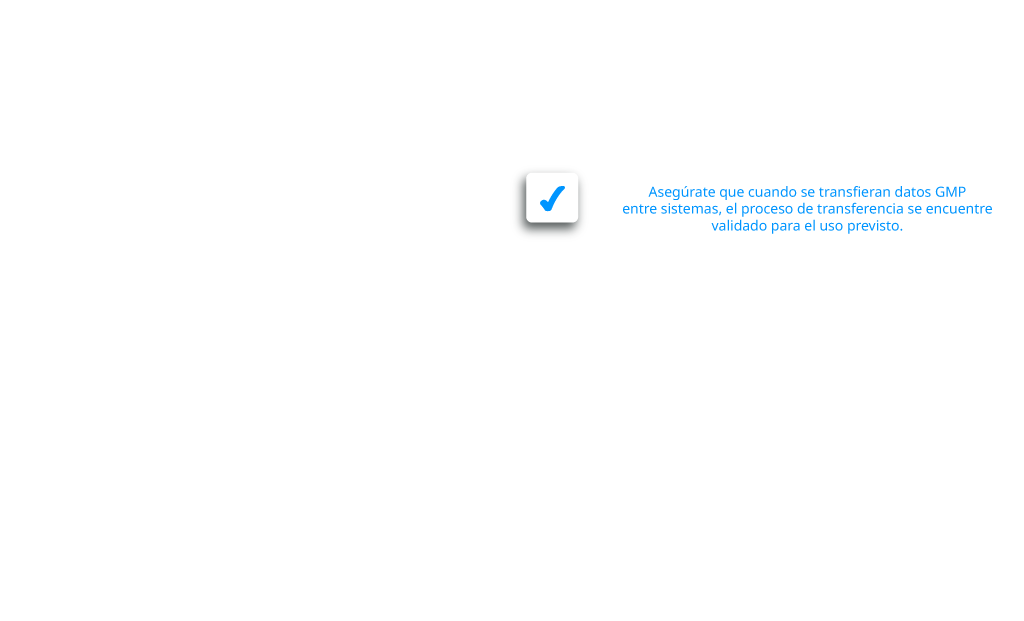 Asegúrate que cuando se transfieran datos GMP
entre sistemas, el proceso de transferencia se encuentre
validado para el uso previsto.